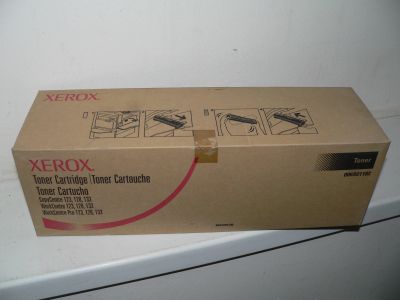 XEROX
XEROX
Toner Cartridge / Toner Cartouche
Toner Cartucho
CopyCentre 123, 128, 133
WorkCentre 123, 128, 133
WorkCentre Pro 123, 128, 133
Toner